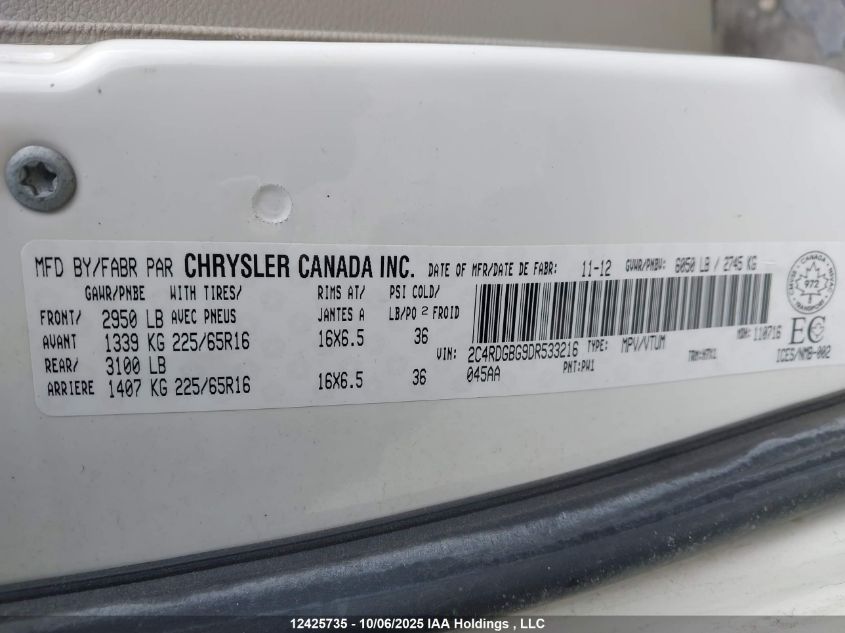 MFD BY/FABR PAR CHRYSLER CANADA INC. DATE OF MFR/DATE DE FABR: 11-12 GVWR/PNBV: 6050 LB / 2745 KG
GAWR/PNBE WITH TIRES/ RIMS AT/ PSI COLD/
FRONT/ 2950 LB AVEC PNEUS JANTES A LB/PO 2 FROID
AVANT 1339 KG 225/65R16 16X6.5 36
REAR/ 3100 LB
ARRIERE 1407 KG 225/65R16 16X6.5 36
VIN: 2C4RDGBG9DR533216 TYPE: MPV/VTUM MDH: 110716
045AA PNT:PW1
CANADA
972
EC
ICES/NMB-002
12425735 - 10/06/2025 IAA Holdings, LLC